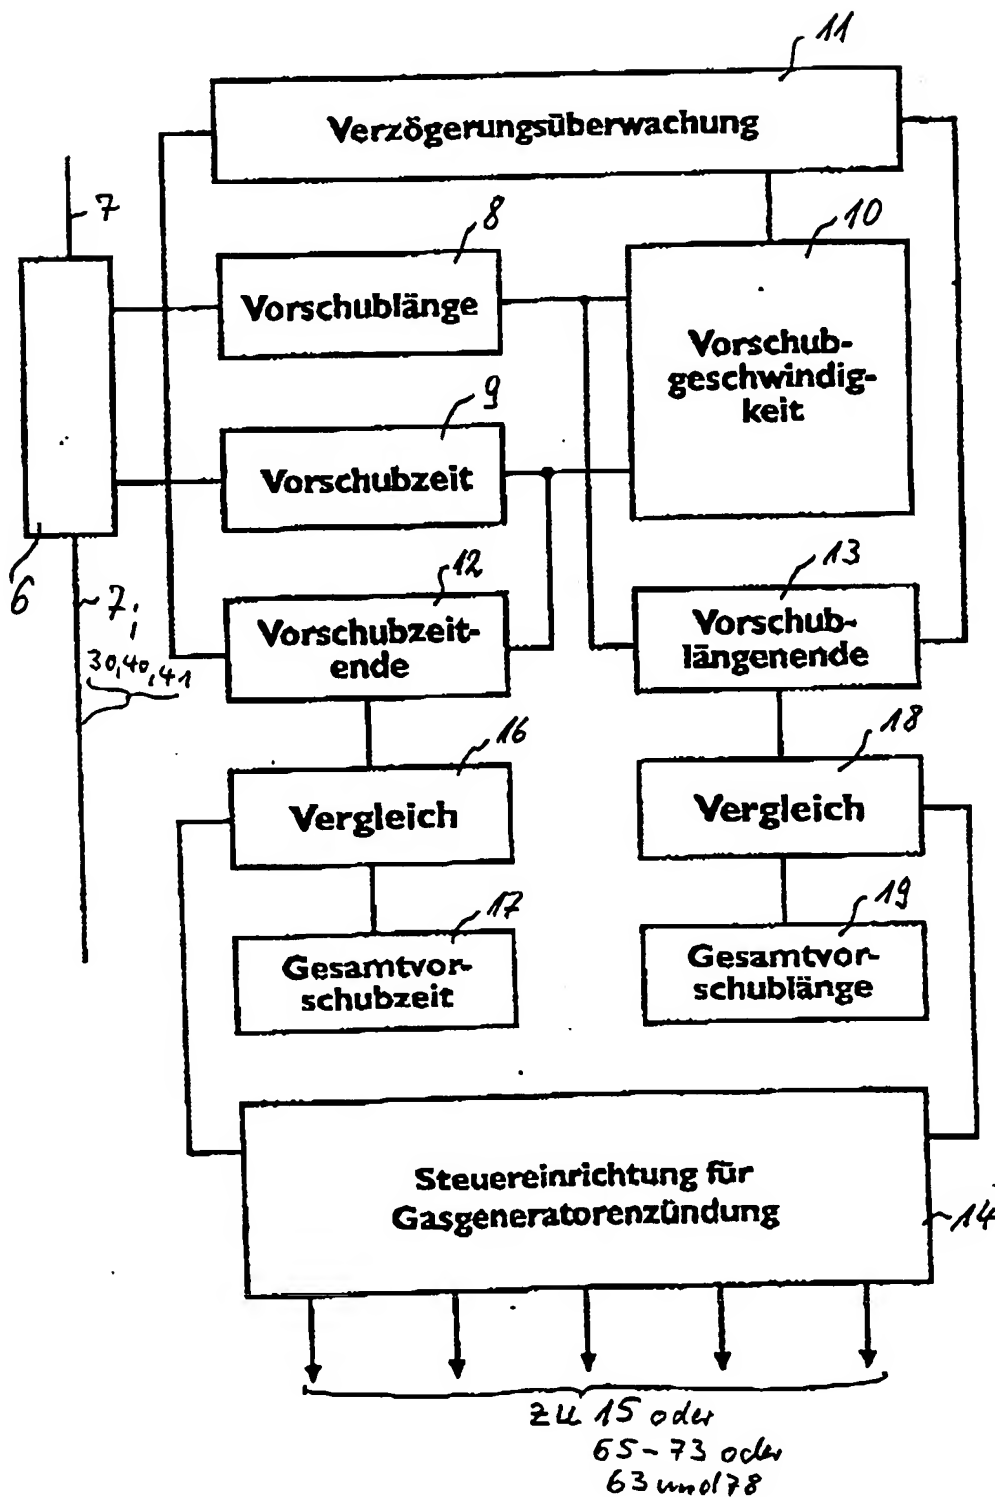 11
Verzögerungsüberwachung
7
8
10
Vorschublänge
Vorschub-
geschwindig-
keit
9
Vorschubzeit
6
7;
30,40,41
12
13
Vorschubzeit-
ende
Vorschub-
längenende
16
18
Vergleich
Vergleich
17
19
Gesamtvor-
schubzeit
Gesamtvor-
schublänge
Steuereinrichtung für
Gasgeneratorenzündung
14
zu 15 oder
65-73 oder
63 und 78